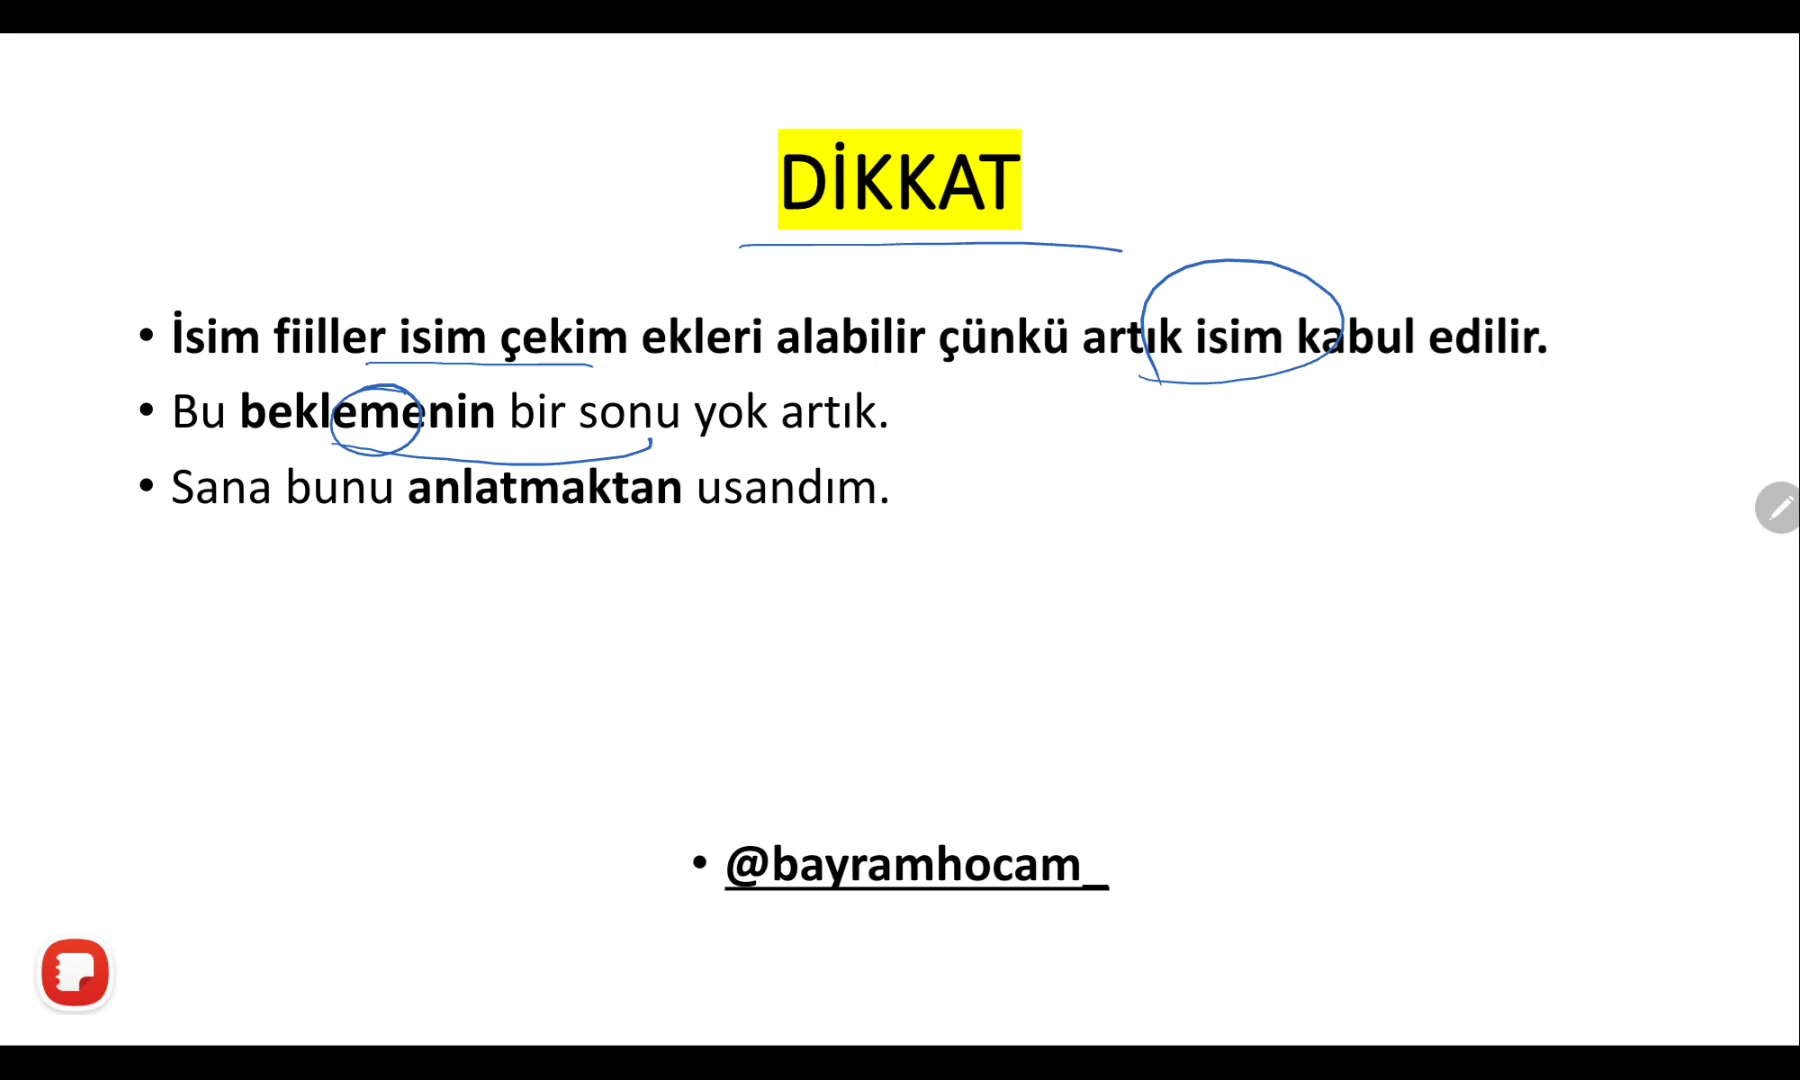 DİKKAT
• İsim fiiller isim çekim ekleri alabilir çünkü artık isim kabul edilir.
• Bu beklemenin bir sonu yok artık.
• Sana bunu anlatmaktan usandım.
• @bayramhocam_